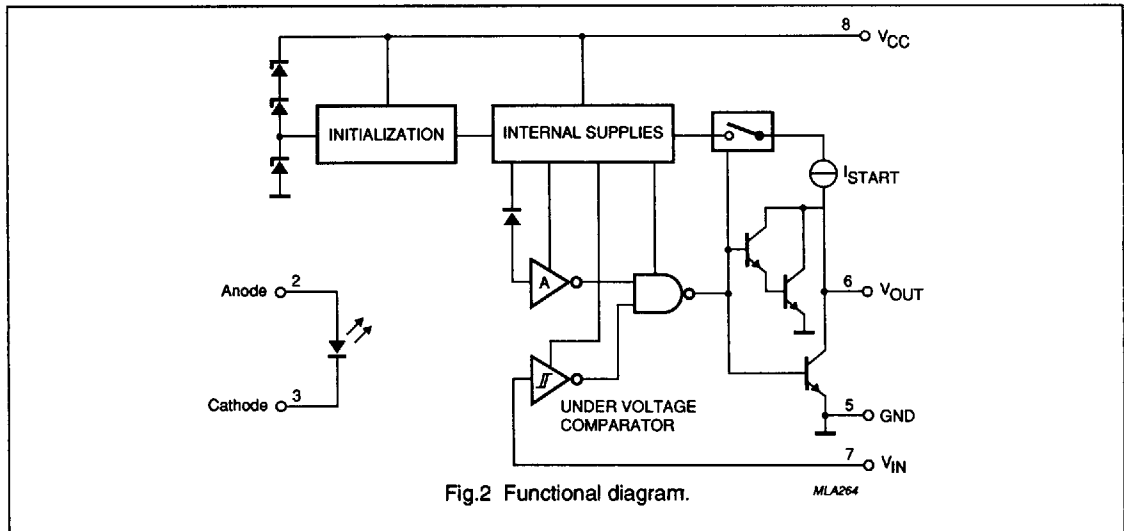 8
VCC
INITIALIZATION
INTERNAL SUPPLIES
ISTART
A
Anode
2
6
VOUT
Cathode
3
UNDER VOLTAGE
COMPARATOR
5
GND
7
VIN
Fig.2 Functional diagram.
MLA264